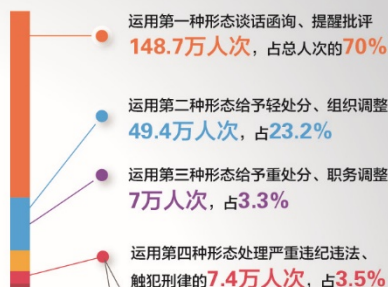 运用第一种形态谈话函询、提醒批评
148.7万人次，占总人次的70%
运用第二种形态给予轻处分、组织调整
49.4万人次，占23.2%
运用第三种形态给予重处分、职务调整
7万人次，占3.3%
运用第四种形态处理严重违纪违法、
触犯刑律的7.4万人次，占3.5%